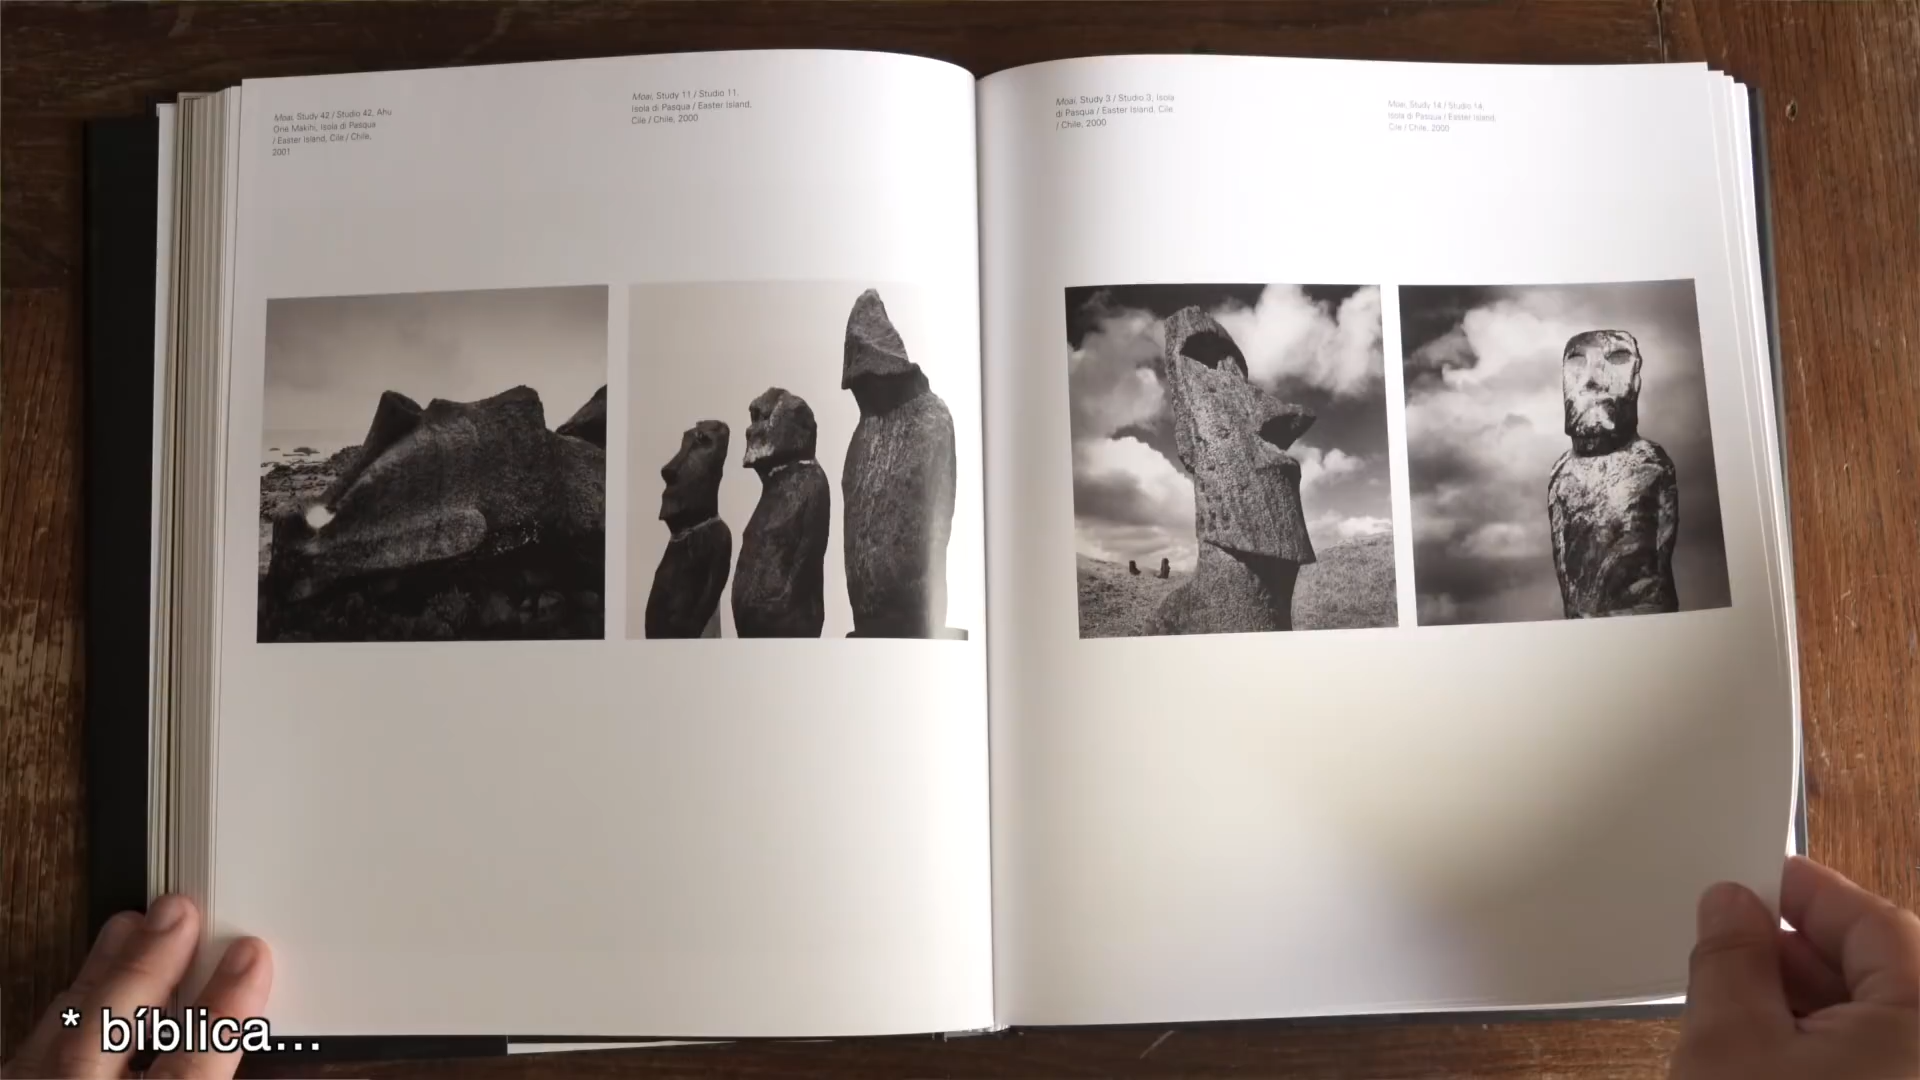 Moai, Study 42 / Studio 42, Ahu
One Makihi, Isola di Pasqua
/ Easter Island, Cile / Chile,
2001
Moai, Study 11 / Studio 11,
Isola di Pasqua / Easter Island,
Cile / Chile, 2000
Moai, Study 3 / Studio 3, Isola
di Pasqua / Easter Island, Cile
/ Chile, 2000
Moai, Study 14 / Studio 14,
Isola di Pasqua / Easter Island,
Cile / Chile, 2000
* bíblica...